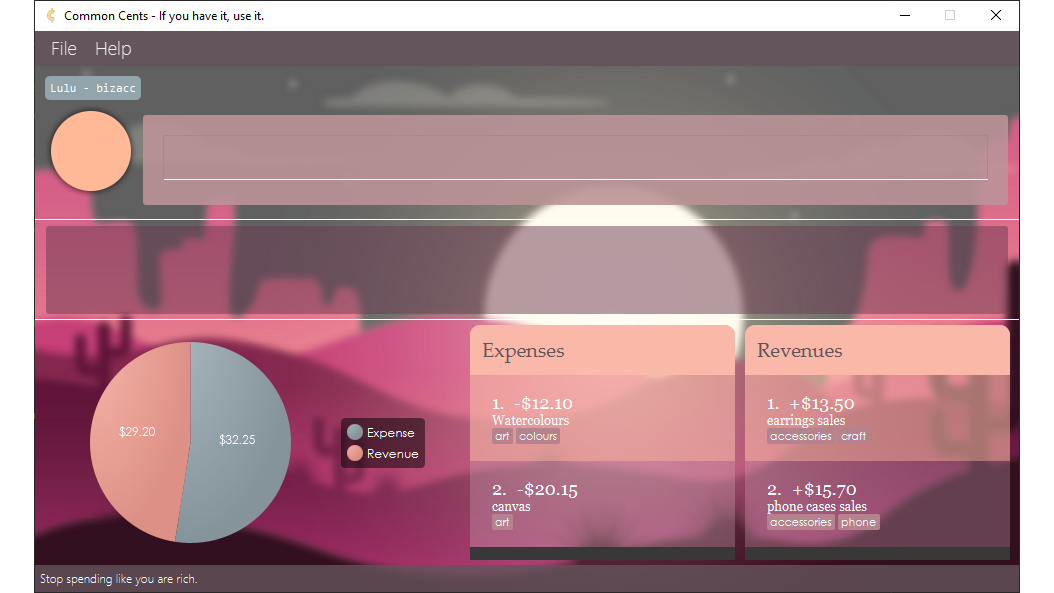 Common Cents - If you have it, use it.
File Help
Lulu - bizacc
$29.20
$32.25
Expense
Revenue
Expenses
1. -$12.10
Watercolours
art colours
2. -$20.15
canvas
art
Revenues
1. +$13.50
earrings sales
accessories craft
2. +$15.70
phone cases sales
accessories phone
Stop spending like you are rich.